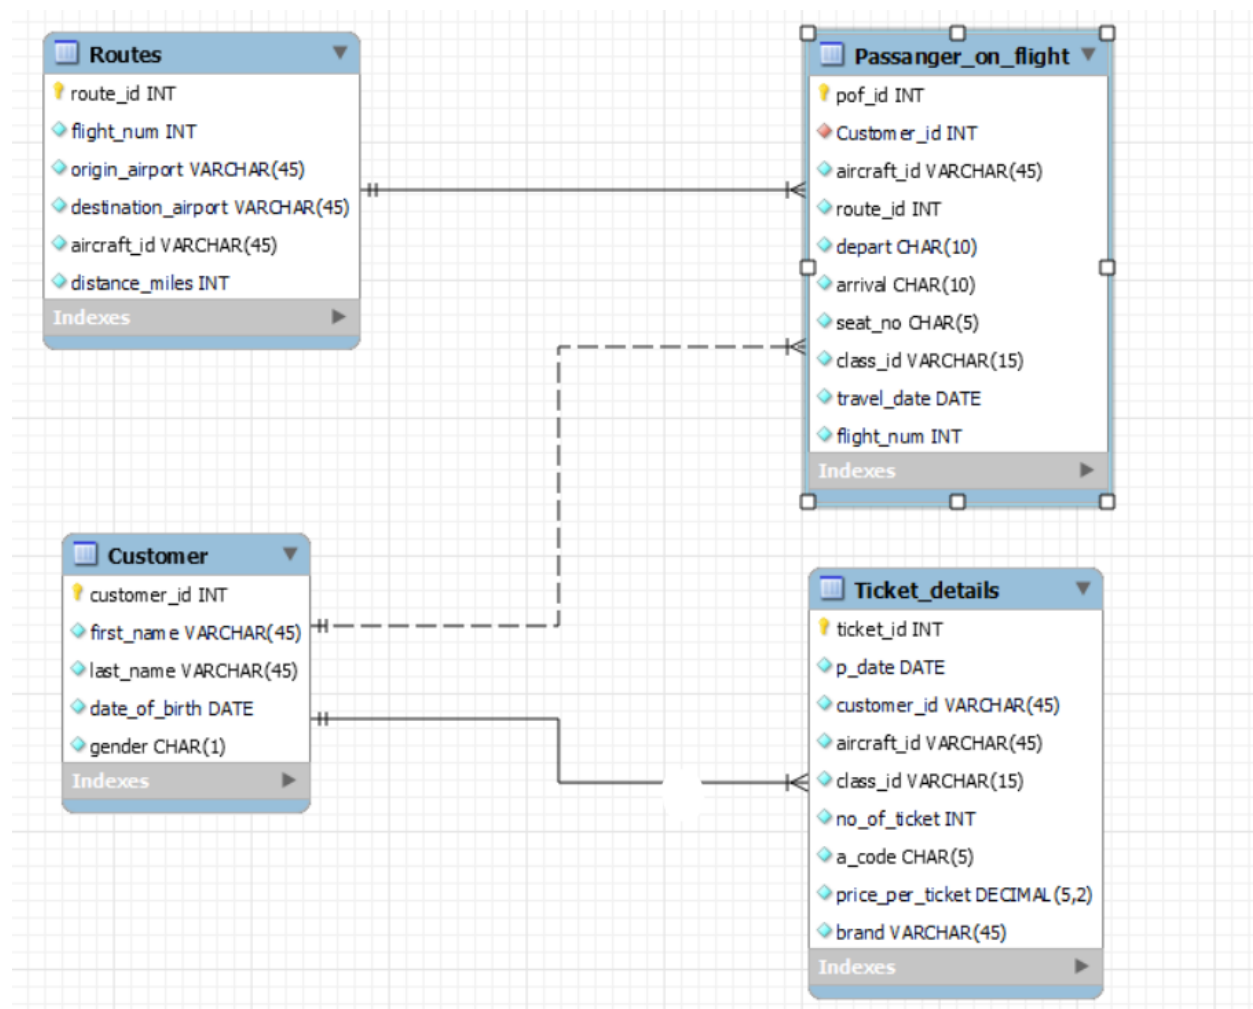 Routes
route_id INT
flight_num INT
origin_airport VARCHAR(45)
destination_airport VARCHAR(45)
aircraft_id VARCHAR(45)
distance_miles INT
Indexes
Passanger_on_flight
pof_id INT
Customer_id INT
aircraft_id VARCHAR(45)
route_id INT
depart CHAR(10)
arrival CHAR(10)
seat_no CHAR(5)
class_id VARCHAR(15)
travel_date DATE
flight_num INT
Indexes
Customer
customer_id INT
first_name VARCHAR(45)
last_name VARCHAR(45)
date_of_birth DATE
gender CHAR(1)
Indexes
Ticket_details
ticket_id INT
p_date DATE
customer_id VARCHAR(45)
aircraft_id VARCHAR(45)
class_id VARCHAR(15)
no_of_ticket INT
a_code CHAR(5)
price_per_ticket DECIMAL(5,2)
brand VARCHAR(45)
Indexes